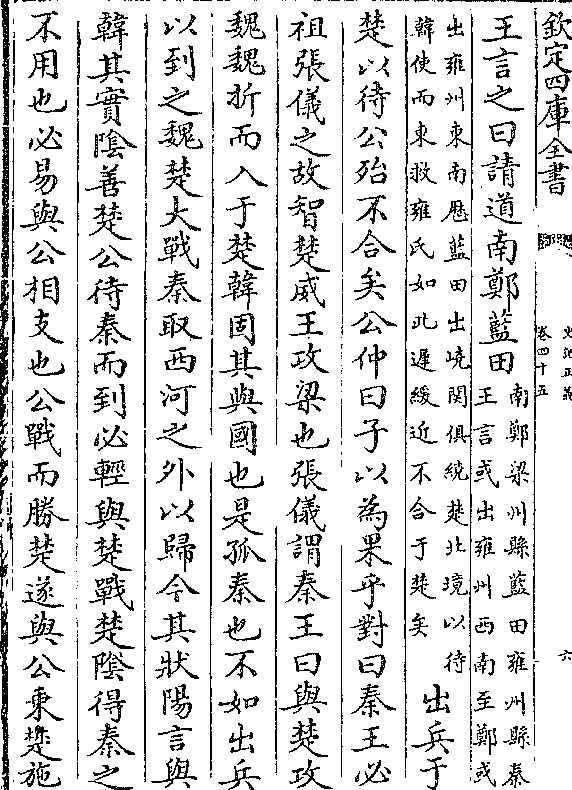 欽定四庫全書
史記正義
卷四十五
六
王言之曰請道南鄭藍田
南鄭梁州縣藍田雍州縣秦
王言或出雍州西南至鄭或
出雍州東南厯藍田出嶢關俱繞楚北境以待
韓使而東救雍氏如此遲緩近不合于楚矣
出兵于
楚以待公殆不合矣公仲曰子以為果乎對曰秦王必
祖張儀之故智楚威王攻梁也張儀謂秦王曰與楚攻
魏魏折而入于楚韓固其與國也是孤秦也不如出兵
以到之魏楚大戰秦取西河之外以歸今其狀陽言與
韓其實陰善楚公待秦而到必輕與楚戰楚陰得秦之
不用也必易與公相支也公戰而勝楚遂與公乗楚施